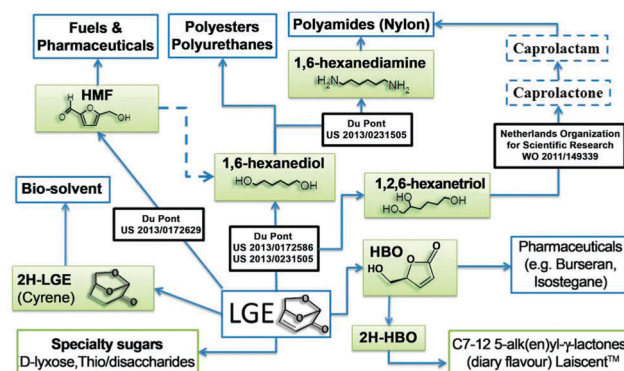 Fuels &
Pharmaceuticals
Polyesters
Polyurethanes
Polyamides (Nylon)
Caprolactam
1,6-hexanediamine
H₂N
NH₂
HMF
H
O
O
OH
Caprolactone
Du Pont
US 2013/0231505
Netherlands Organization
for Scientific Research
WO 2011/149339
1,6-hexanediol
HO
OH
1,2,6-hexanetriol
HO
OH
OH
Bio-solvent
Du Pont
US 2013/0172629
Du Pont
US 2013/0172586
US 2013/0231505
HBO
HO
O
O
Pharmaceuticals
(e.g. Burseran,
Isostegane)
2H-LGE
(Cyrene)
O
O
O
LGE
O
O
O
2H-HBO
Specialty sugars
D-lyxose,Thio/disaccharides
C7-12 5-alk(en)yl-γ-lactones
(diary flavour) Laiscent™